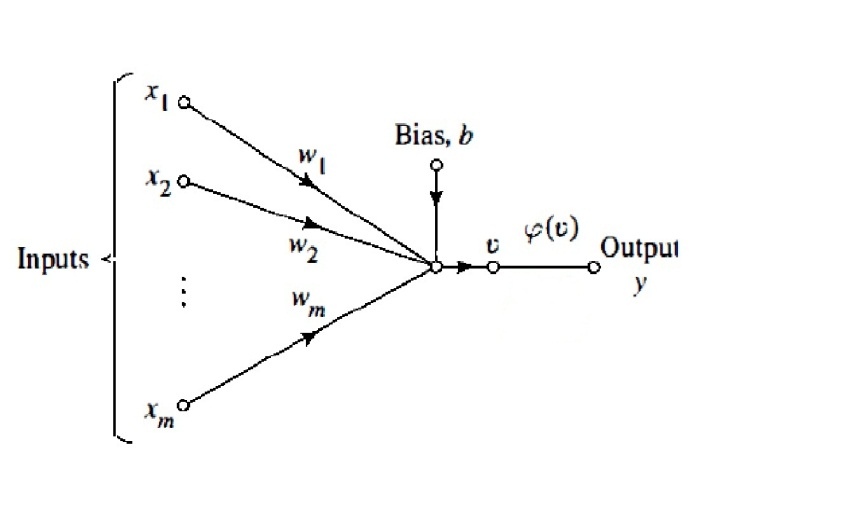 x₁
w₁
Bias, b
x₂
w₂
v
φ(v)
Output
y
Inputs
⋮
wₘ
xₘ